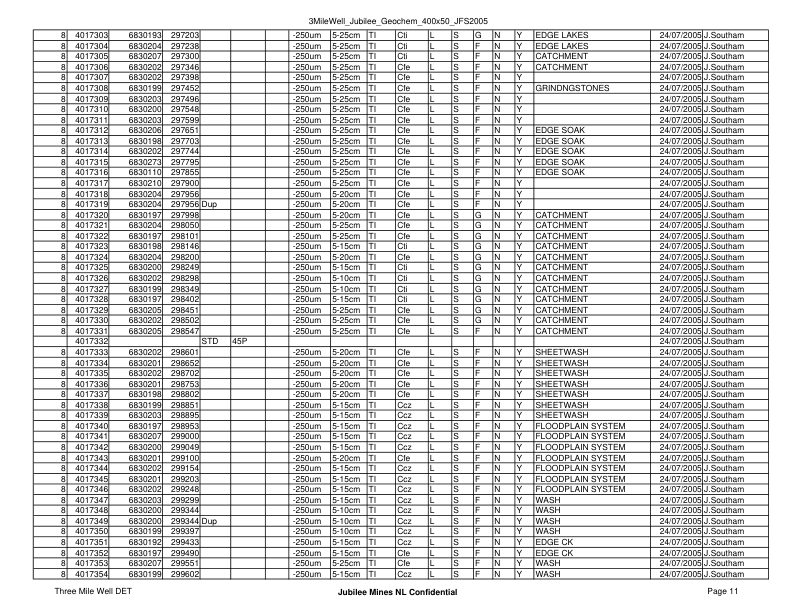 3MileWell_Jubilee_Geochem_400x50_JFS2005
8 4017303 6830193 297203 -250um 5-25cm TI Cti L S G N Y EDGE LAKES 24/07/2005 J.Southam
8 4017304 6830204 297238 -250um 5-25cm TI Cti L S F N Y EDGE LAKES 24/07/2005 J.Southam
8 4017305 6830207 297300 -250um 5-25cm TI Cti L S F N Y CATCHMENT 24/07/2005 J.Southam
8 4017306 6830202 297346 -250um 5-25cm TI Cfe L S F N Y CATCHMENT 24/07/2005 J.Southam
8 4017307 6830202 297398 -250um 5-25cm TI Cfe L S F N Y 24/07/2005 J.Southam
8 4017308 6830199 297452 -250um 5-25cm TI Cfe L S F N Y GRINDNGSTONES 24/07/2005 J.Southam
8 4017309 6830203 297496 -250um 5-25cm TI Cfe L S F N Y 24/07/2005 J.Southam
8 4017310 6830200 297548 -250um 5-25cm TI Cfe L S F N Y 24/07/2005 J.Southam
8 4017311 6830203 297599 -250um 5-25cm TI Cfe L S F N Y 24/07/2005 J.Southam
8 4017312 6830206 297651 -250um 5-25cm TI Cfe L S F N Y EDGE SOAK 24/07/2005 J.Southam
8 4017313 6830198 297703 -250um 5-20cm TI Cfe L S F N Y EDGE SOAK 24/07/2005 J.Southam
8 4017314 6830202 297744 -250um 5-20cm TI Cfe L S F N Y EDGE SOAK 24/07/2005 J.Southam
8 4017315 6830273 297795 -250um 5-25cm TI Cfe L S F N Y EDGE SOAK 24/07/2005 J.Southam
8 4017316 6830110 297855 -250um 5-25cm TI Cfe L S F N Y EDGE SOAK 24/07/2005 J.Southam
8 4017317 6830210 297900 -250um 5-25cm TI Cfe L S F N Y 24/07/2005 J.Southam
8 4017318 6830204 297956 -250um 5-20cm TI Cfe L S F N Y 24/07/2005 J.Southam
8 4017319 6830204 297956 Dup -250um 5-20cm TI Cfe L S F N Y 24/07/2005 J.Southam
8 4017320 6830197 297998 -250um 5-20cm TI Cfe L S G N Y CATCHMENT 24/07/2005 J.Southam
8 4017321 6830204 298050 -250um 5-25cm TI Cfe L S G N Y CATCHMENT 24/07/2005 J.Southam
8 4017322 6830197 298101 -250um 5-25cm TI Cfe L S G N Y CATCHMENT 24/07/2005 J.Southam
8 4017323 6830198 298146 -250um 5-15cm TI Cti L S G N Y CATCHMENT 24/07/2005 J.Southam
8 4017324 6830204 298200 -250um 5-20cm TI Cfe L S G N Y CATCHMENT 24/07/2005 J.Southam
8 4017325 6830200 298249 -250um 5-10cm TI Cti L S G N Y CATCHMENT 24/07/2005 J.Southam
8 4017326 6830202 298298 -250um 5-10cm TI Cti L S G N Y CATCHMENT 24/07/2005 J.Southam
8 4017327 6830199 298349 -250um 5-10cm TI Cti L S G N Y CATCHMENT 24/07/2005 J.Southam
8 4017328 6830197 298402 -250um 5-15cm TI Cti L S G N Y CATCHMENT 24/07/2005 J.Southam
8 4017329 6830205 298451 -250um 5-25cm TI Cfe L S G N Y CATCHMENT 24/07/2005 J.Southam
8 4017330 6830202 298502 -250um 5-25cm TI Cfe L S G N Y CATCHMENT 24/07/2005 J.Southam
8 4017331 6830205 298547 -250um 5-25cm TI Cfe L S F N Y CATCHMENT 24/07/2005 J.Southam
4017332 STD 45P 24/07/2005 J.Southam
8 4017333 6830202 298601 -250um 5-20cm TI Cfe L S F N Y SHEETWASH 24/07/2005 J.Southam
8 4017334 6830201 298652 -250um 5-20cm TI Cfe L S F N Y SHEETWASH 24/07/2005 J.Southam
8 4017335 6830202 298702 -250um 5-20cm TI Cfe L S F N Y SHEETWASH 24/07/2005 J.Southam
8 4017336 6830201 298753 -250um 5-20cm TI Cfe L S F N Y SHEETWASH 24/07/2005 J.Southam
8 4017337 6830198 298802 -250um 5-20cm TI Cfe L S F N Y SHEETWASH 24/07/2005 J.Southam
8 4017338 6830199 298851 -250um 5-15cm TI Ccz L S F N Y SHEETWASH 24/07/2005 J.Southam
8 4017339 6830203 298895 -250um 5-15cm TI Ccz L S F N Y SHEETWASH 24/07/2005 J.Southam
8 4017340 6830197 298953 -250um 5-15cm TI Ccz L S F N Y FLOODPLAIN SYSTEM 24/07/2005 J.Southam
8 4017341 6830207 299000 -250um 5-20cm TI Ccz L S F N Y FLOODPLAIN SYSTEM 24/07/2005 J.Southam
8 4017342 6830200 299049 -250um 5-20cm TI Ccz L S F N Y FLOODPLAIN SYSTEM 24/07/2005 J.Southam
8 4017343 6830201 299100 -250um 5-20cm TI Cfe L S F N Y FLOODPLAIN SYSTEM 24/07/2005 J.Southam
8 4017344 6830202 299154 -250um 5-15cm TI Ccz L S F N Y FLOODPLAIN SYSTEM 24/07/2005 J.Southam
8 4017345 6830201 299203 -250um 5-15cm TI Ccz L S F N Y FLOODPLAIN SYSTEM 24/07/2005 J.Southam
8 4017346 6830202 299248 -250um 5-15cm TI Ccz L S F N Y FLOODPLAIN SYSTEM 24/07/2005 J.Southam
8 4017347 6830203 299299 -250um 5-15cm TI Ccz L S F N Y WASH 24/07/2005 J.Southam
8 4017348 6830200 299344 -250um 5-10cm TI Ccz L S F N Y WASH 24/07/2005 J.Southam
8 4017349 6830200 299344 Dup -250um 5-10cm TI Ccz L S F N Y WASH 24/07/2005 J.Southam
8 4017350 6830199 299397 -250um 5-10cm TI Ccz L S F N Y WASH 24/07/2005 J.Southam
8 4017351 6830192 299433 -250um 5-15cm TI Ccz L S F N Y EDGE CK 24/07/2005 J.Southam
8 4017352 6830197 299490 -250um 5-15cm TI Cfe L S F N Y EDGE CK 24/07/2005 J.Southam
8 4017353 6830207 299551 -250um 5-25cm TI Cfe L S F N Y WASH 24/07/2005 J.Southam
8 4017354 6830199 299602 -250um 5-15cm TI Ccz L S F N Y WASH 24/07/2005 J.Southam
Three Mile Well DET Jubilee Mines NL Confidential Page 11